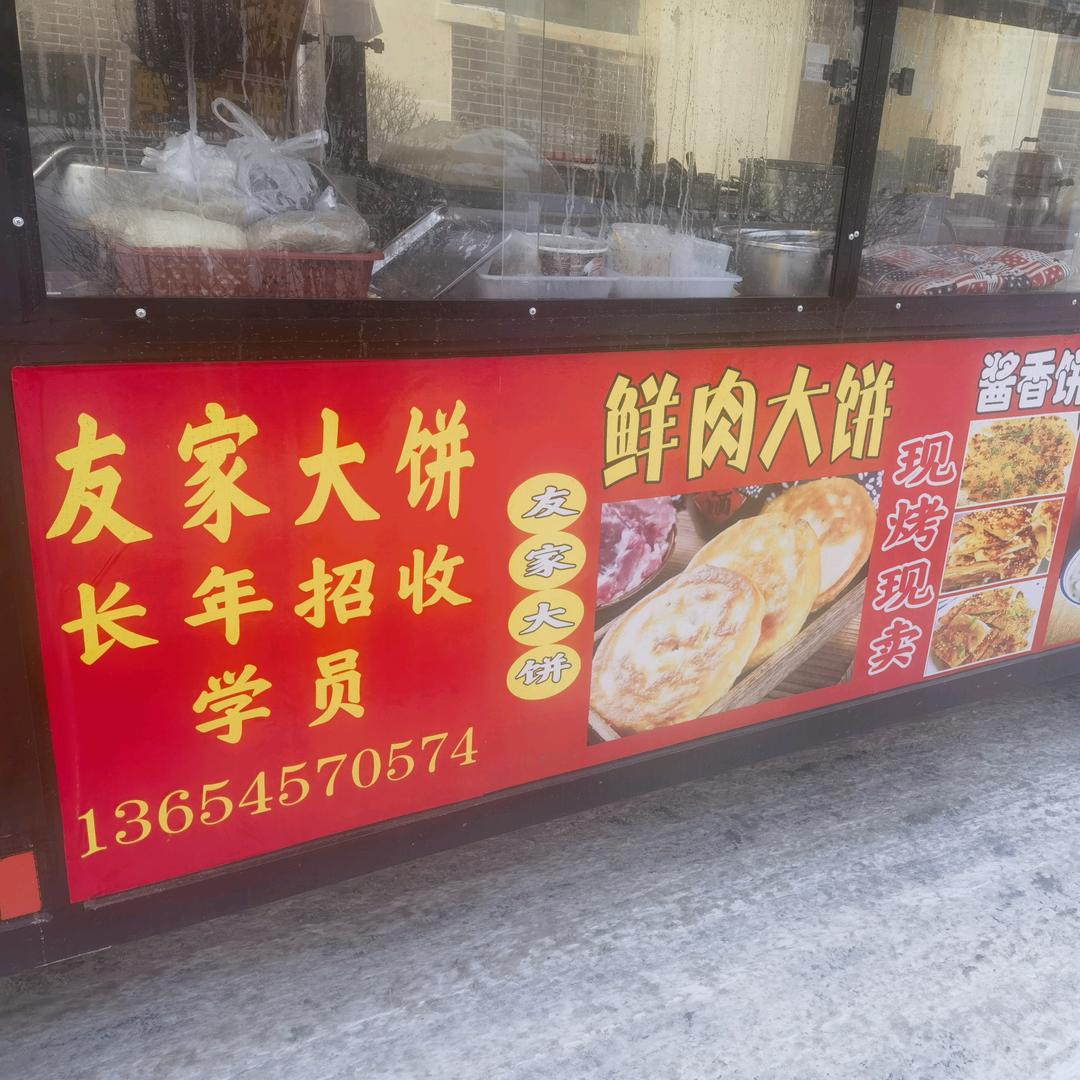 友家大饼
长年招收
学员
13654570574
友家大饼
鲜肉大饼
现烤现卖
酱香饼